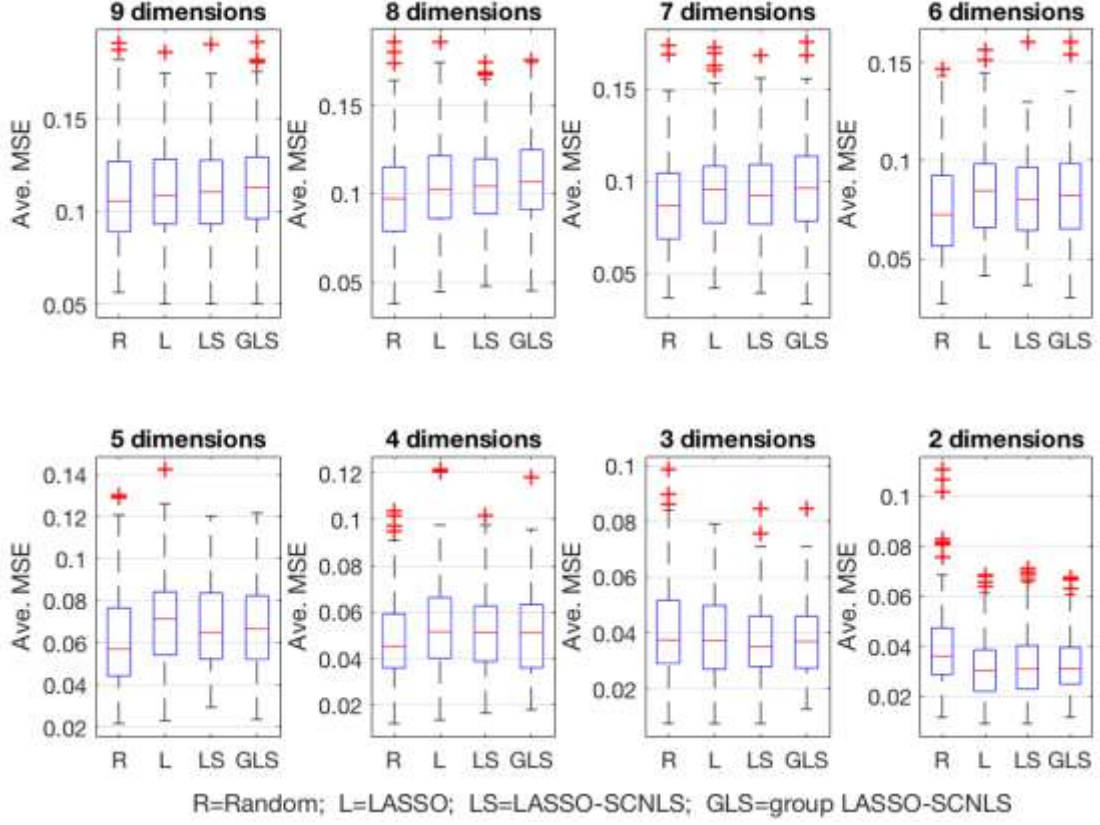 9 dimensions
8 dimensions
7 dimensions
6 dimensions
Ave. MSE
0.15
0.1
0.05
R L LS GLS
Ave. MSE
0.15
0.1
0.05
R L LS GLS
Ave. MSE
0.15
0.1
0.05
R L LS GLS
Ave. MSE
0.15
0.1
0.05
R L LS GLS
5 dimensions
4 dimensions
3 dimensions
2 dimensions
Ave. MSE
0.14
0.12
0.1
0.08
0.06
0.04
0.02
R L LS GLS
Ave. MSE
0.12
0.1
0.08
0.06
0.04
0.02
R L LS GLS
Ave. MSE
0.1
0.08
0.06
0.04
0.02
R L LS GLS
Ave. MSE
0.1
0.08
0.06
0.04
0.02
R L LS GLS
R=Random; L=LASSO; LS=LASSO-SCNLS; GLS=group LASSO-SCNLS